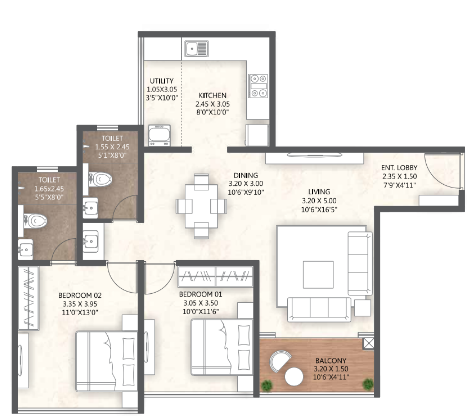 UTILITY
1.05X3.05
3'5"X10'0"
KITCHEN
2.45 X 3.05
8'0"X10'0"
TOILET
1.55 X 2.45
5'1"X8'0"
TOILET
1.65x2.45
5'5"X8'0"
DINING
3.20 X 3.00
10'6"X9'10"
LIVING
3.20 X 5.00
10'6"X16'5"
ENT. LOBBY
2.35 X 1.50
7'9"X4'11"
BEDROOM 02
3.35 X 3.95
11'0"X13'0"
BEDROOM 01
3.05 X 3.50
10'0"X11'6"
BALCONY
3.20 X 1.50
10'6"X4'11"